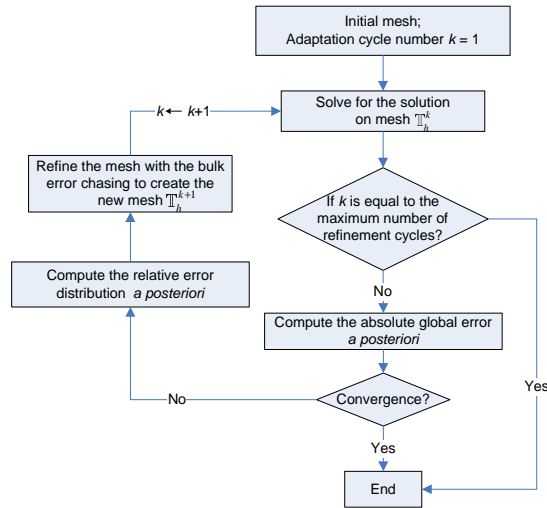 Initial mesh;
Adaptation cycle number k = 1
k ← k+1
Solve for the solution
on mesh 𝕋ₕᵏ
Refine the mesh with the bulk
error chasing to create the
new mesh 𝕋ₕᵏ⁺¹
If k is equal to the
maximum number of
refinement cycles?
Compute the relative error
distribution a posteriori
No
Compute the absolute global error
a posteriori
Yes
No
Convergence?
Yes
End